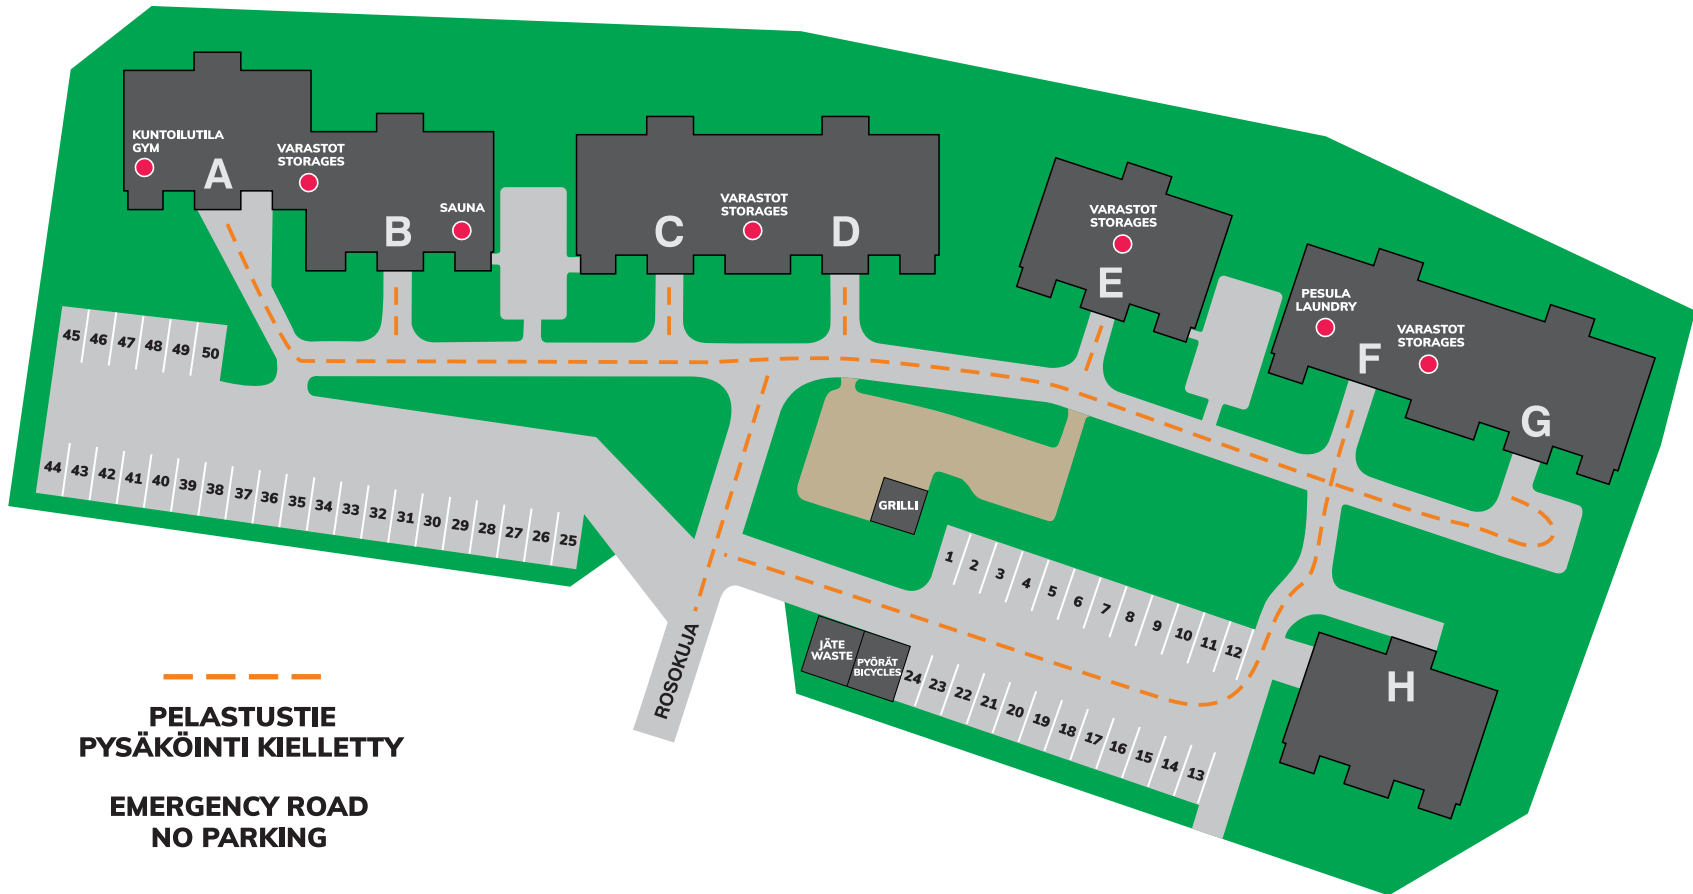 KUNTOILUTILA
GYM
A
VARASTOT
STORAGES
B
SAUNA
C
VARASTOT
STORAGES
D
VARASTOT
STORAGES
E
PESULA
LAUNDRY
F
VARASTOT
STORAGES
G
45 46 47 48 49 50
44 43 42 41 40 39 38 37 36 35 34 33 32 31 30 29 28 27 26 25
GRILLI
1 2 3 4 5 6 7 8 9 10 11 12
JÄTE
WASTE
PYÖRÄT
BICYCLES
24 23 22 21 20 19 18 17 16 15 14 13
H
ROSOKUJA
PELASTUSTIE
PYSÄKÖINTI KIELLETTY
EMERGENCY ROAD
NO PARKING